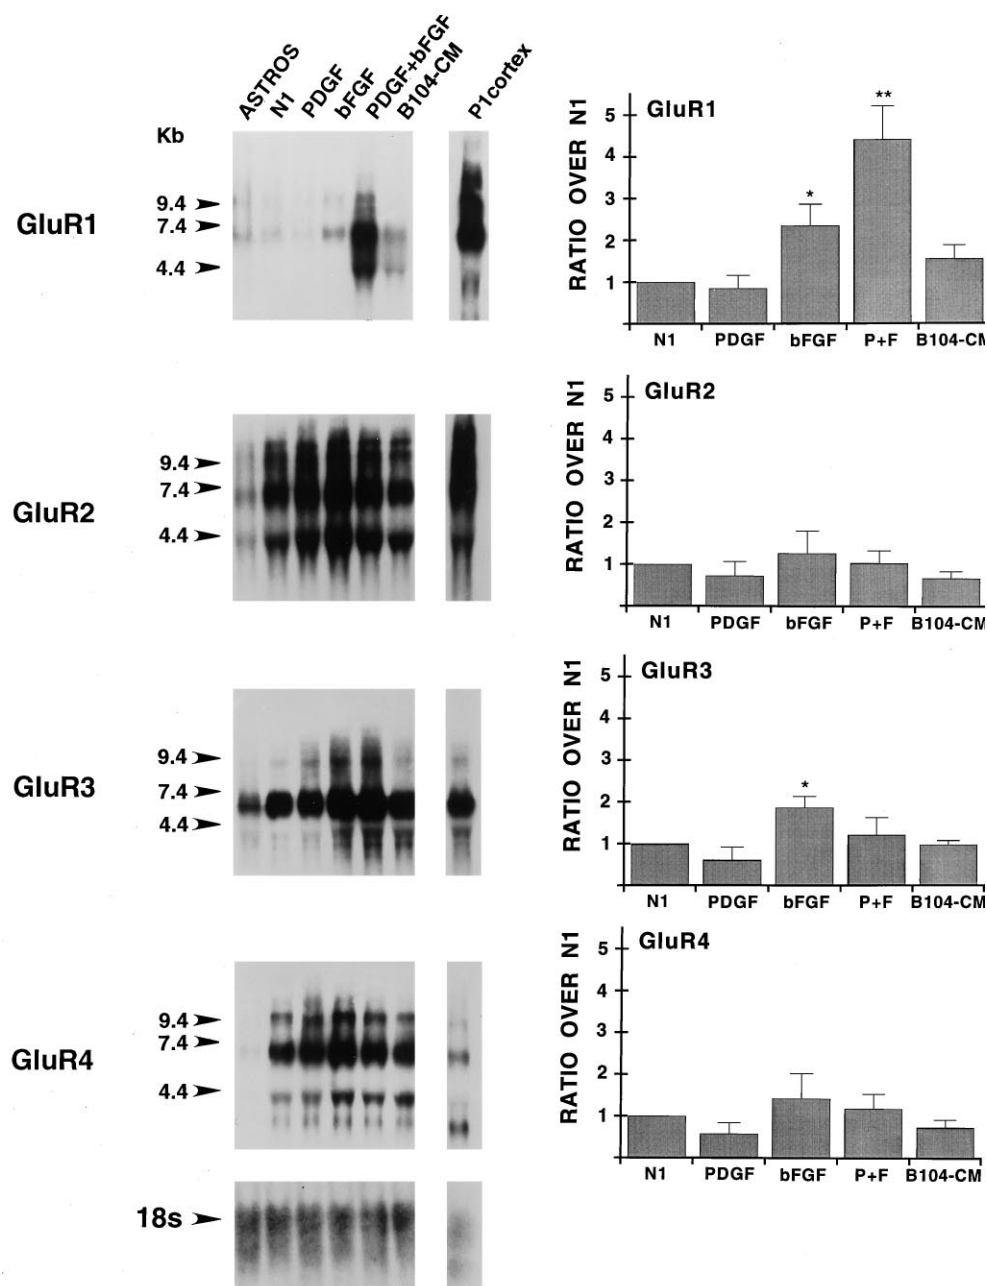 ASTROS
N1
PDGF
bFGF
PDGF+bFGF
B104-CM
P1cortex
Kb
GluR1
9.4
7.4
4.4
GluR1
RATIO OVER N1
5
4
3
2
1
*
**
N1 PDGF bFGF P+F B104-CM
GluR2
9.4
7.4
4.4
GluR2
RATIO OVER N1
5
4
3
2
1
N1 PDGF bFGF P+F B104-CM
GluR3
9.4
7.4
4.4
GluR3
RATIO OVER N1
5
4
3
2
1
*
N1 PDGF bFGF P+F B104-CM
GluR4
9.4
7.4
4.4
GluR4
RATIO OVER N1
5
4
3
2
1
N1 PDGF bFGF P+F B104-CM
18s